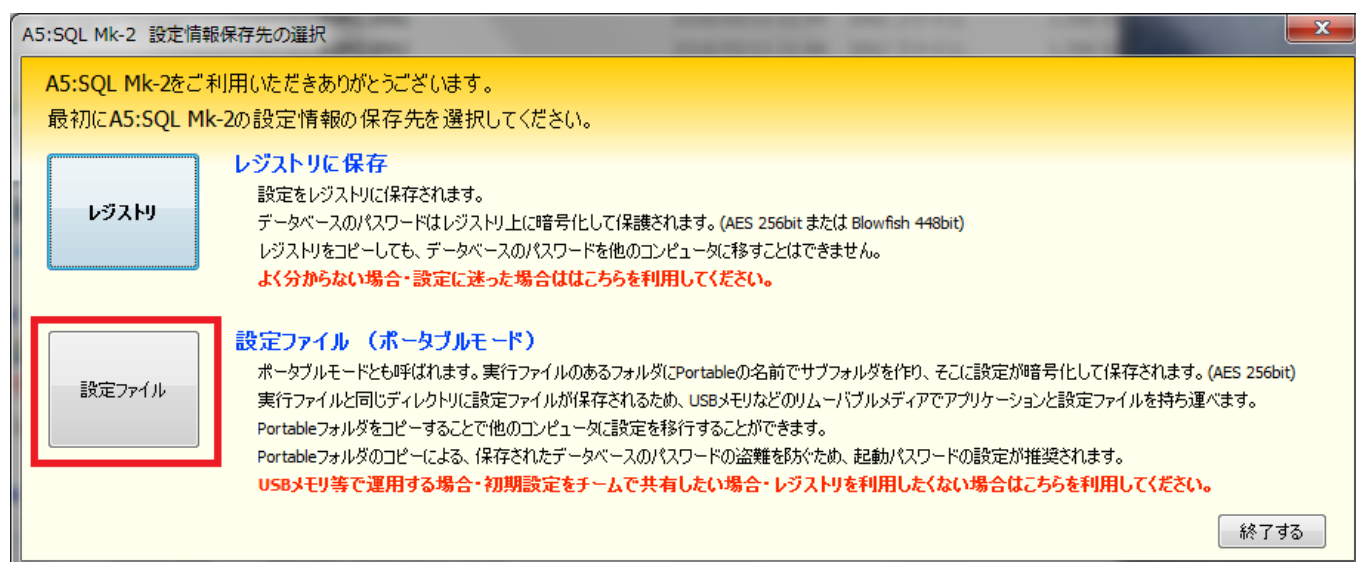 A5:SQL Mk-2 設定情報保存先の選択
A5:SQL Mk-2をご利用いただきありがとうございます。
最初にA5:SQL Mk-2の設定情報の保存先を選択してください。
レジストリ
レジストリに保存
設定をレジストリに保存されます。
データベースのパスワードはレジストリ上に暗号化して保護されます。(AES 256bit または Blowfish 448bit)
レジストリをコピーしても、データベースのパスワードを他のコンピュータに移すことはできません。
よく分からない場合・設定に迷った場合ははこちらを利用してください。
設定ファイル
設定ファイル (ポータブルモード)
ポータブルモードとも呼ばれます。実行ファイルのあるフォルダにPortableの名前でサブフォルダを作り、そこに設定が暗号化して保存されます。(AES 256bit)
実行ファイルと同じディレクトリに設定ファイルが保存されるため、USBメモリなどのリムーバブルメディアでアプリケーションと設定ファイルを持ち運べます。
Portableフォルダをコピーすることで他のコンピュータに設定を移行することができます。
Portableフォルダのコピーによる、保存されたデータベースのパスワードの盗難を防ぐため、起動パスワードの設定が推奨されます。
USBメモリ等で運用する場合・初期設定をチームで共有したい場合・レジストリを利用したくない場合はこちらを利用してください。
終了する